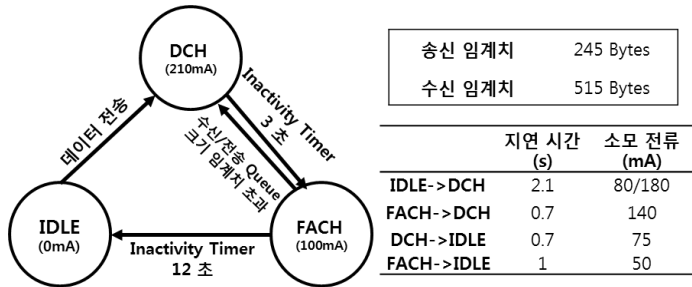 DCH
(210mA)
데이터 전송
Inactivity Timer
3 초
수신/전송 Queue
크기 임계치 초과
IDLE
(0mA)
FACH
(100mA)
Inactivity Timer
12 초
송신 임계치 245 Bytes
수신 임계치 515 Bytes
지연 시간 소모 전류
(s) (mA)
IDLE->DCH 2.1 80/180
FACH->DCH 0.7 140
DCH->IDLE 0.7 75
FACH->IDLE 1 50